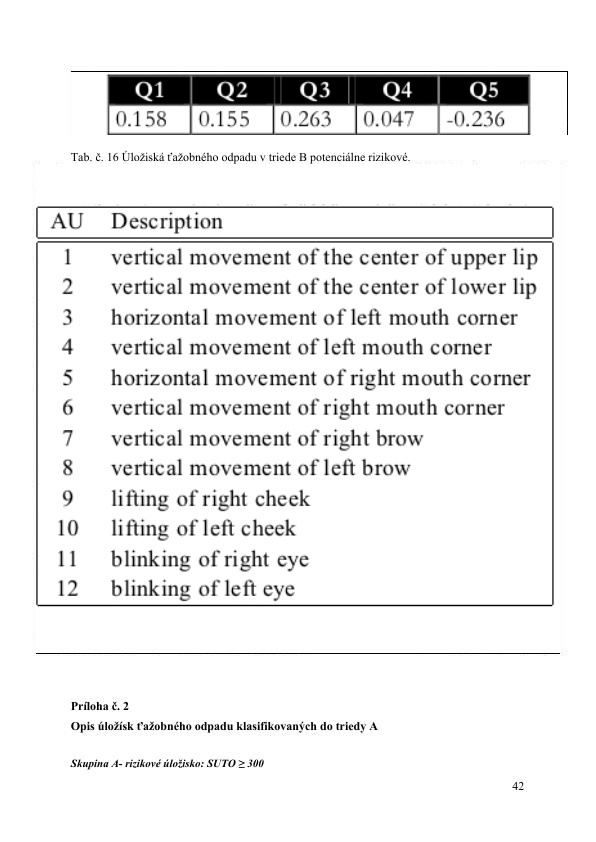 Q1 Q2 Q3 Q4 Q5
0.158 0.155 0.263 0.047 -0.236
Tab. č. 16 Úložiská ťažobného odpadu v triede B potenciálne rizikové.
AU Description
1 vertical movement of the center of upper lip
2 vertical movement of the center of lower lip
3 horizontal movement of left mouth corner
4 vertical movement of left mouth corner
5 horizontal movement of right mouth corner
6 vertical movement of right mouth corner
7 vertical movement of right brow
8 vertical movement of left brow
9 lifting of right cheek
10 lifting of left cheek
11 blinking of right eye
12 blinking of left eye
Príloha č. 2
Opis úložísk ťažobného odpadu klasifikovaných do triedy A
Skupina A- rizikové úložisko: SUTO ≥ 300
42